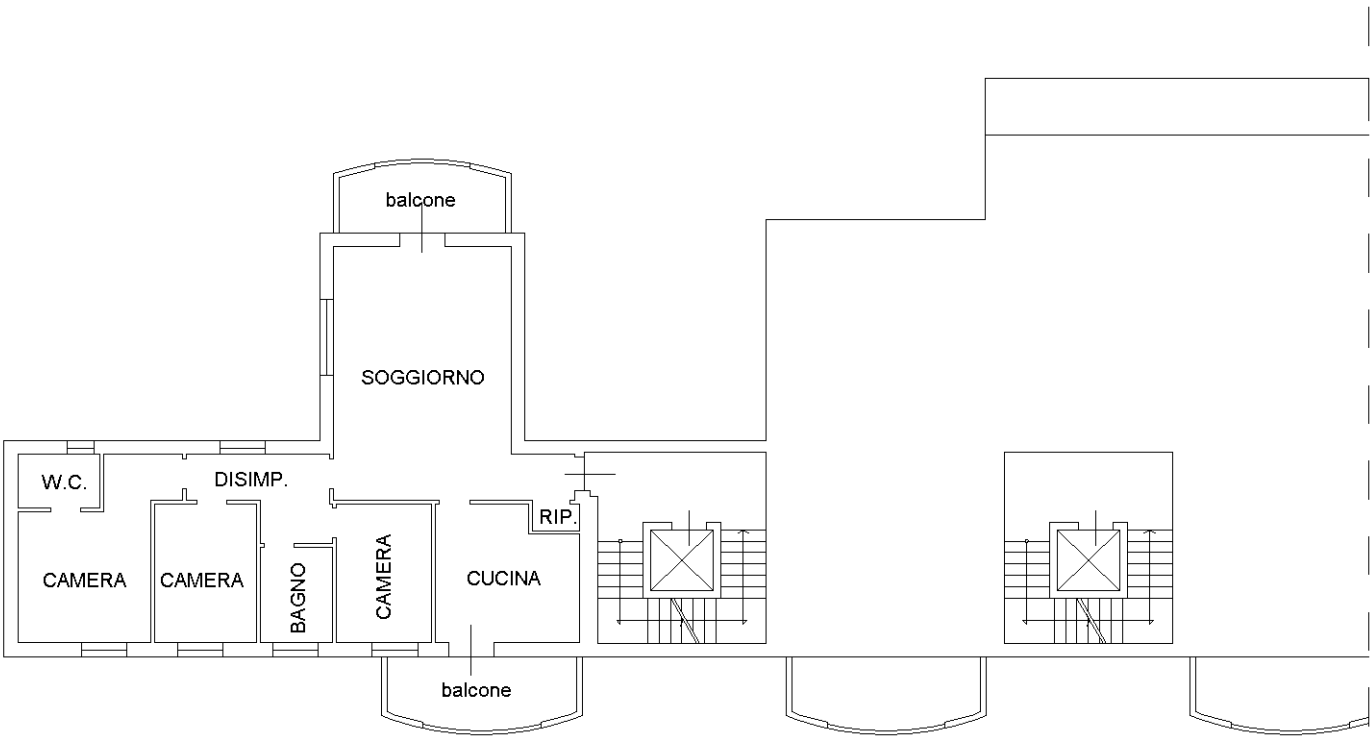 balcone
SOGGIORNO
W.C.
DISIMP.
RIP.
CAMERA
CAMERA
BAGNO
CAMERA
CUCINA
balcone